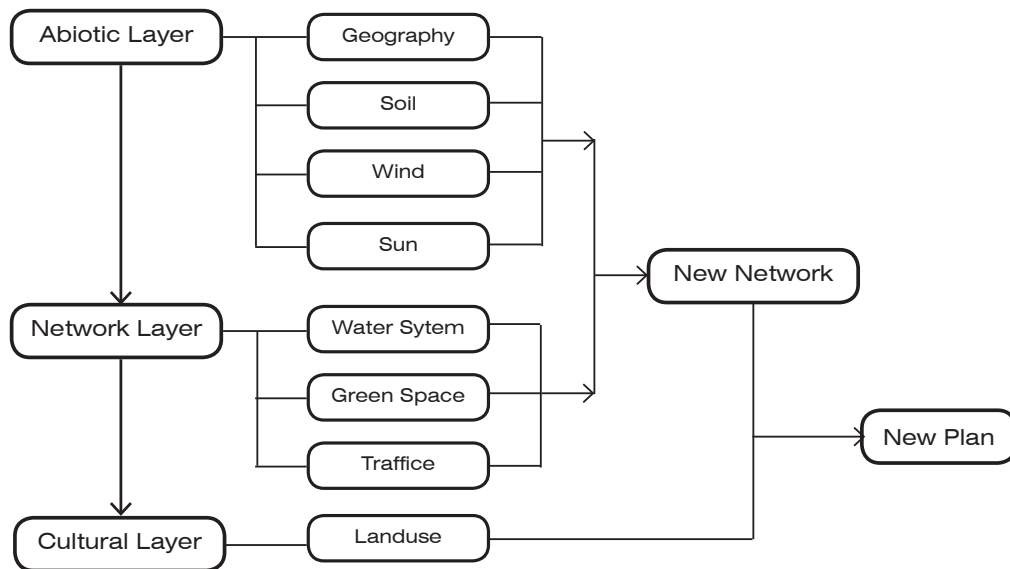 Abiotic Layer
Geography
Soil
Wind
Sun
New Network
Network Layer
Water Sytem
Green Space
Traffice
New Plan
Cultural Layer
Landuse